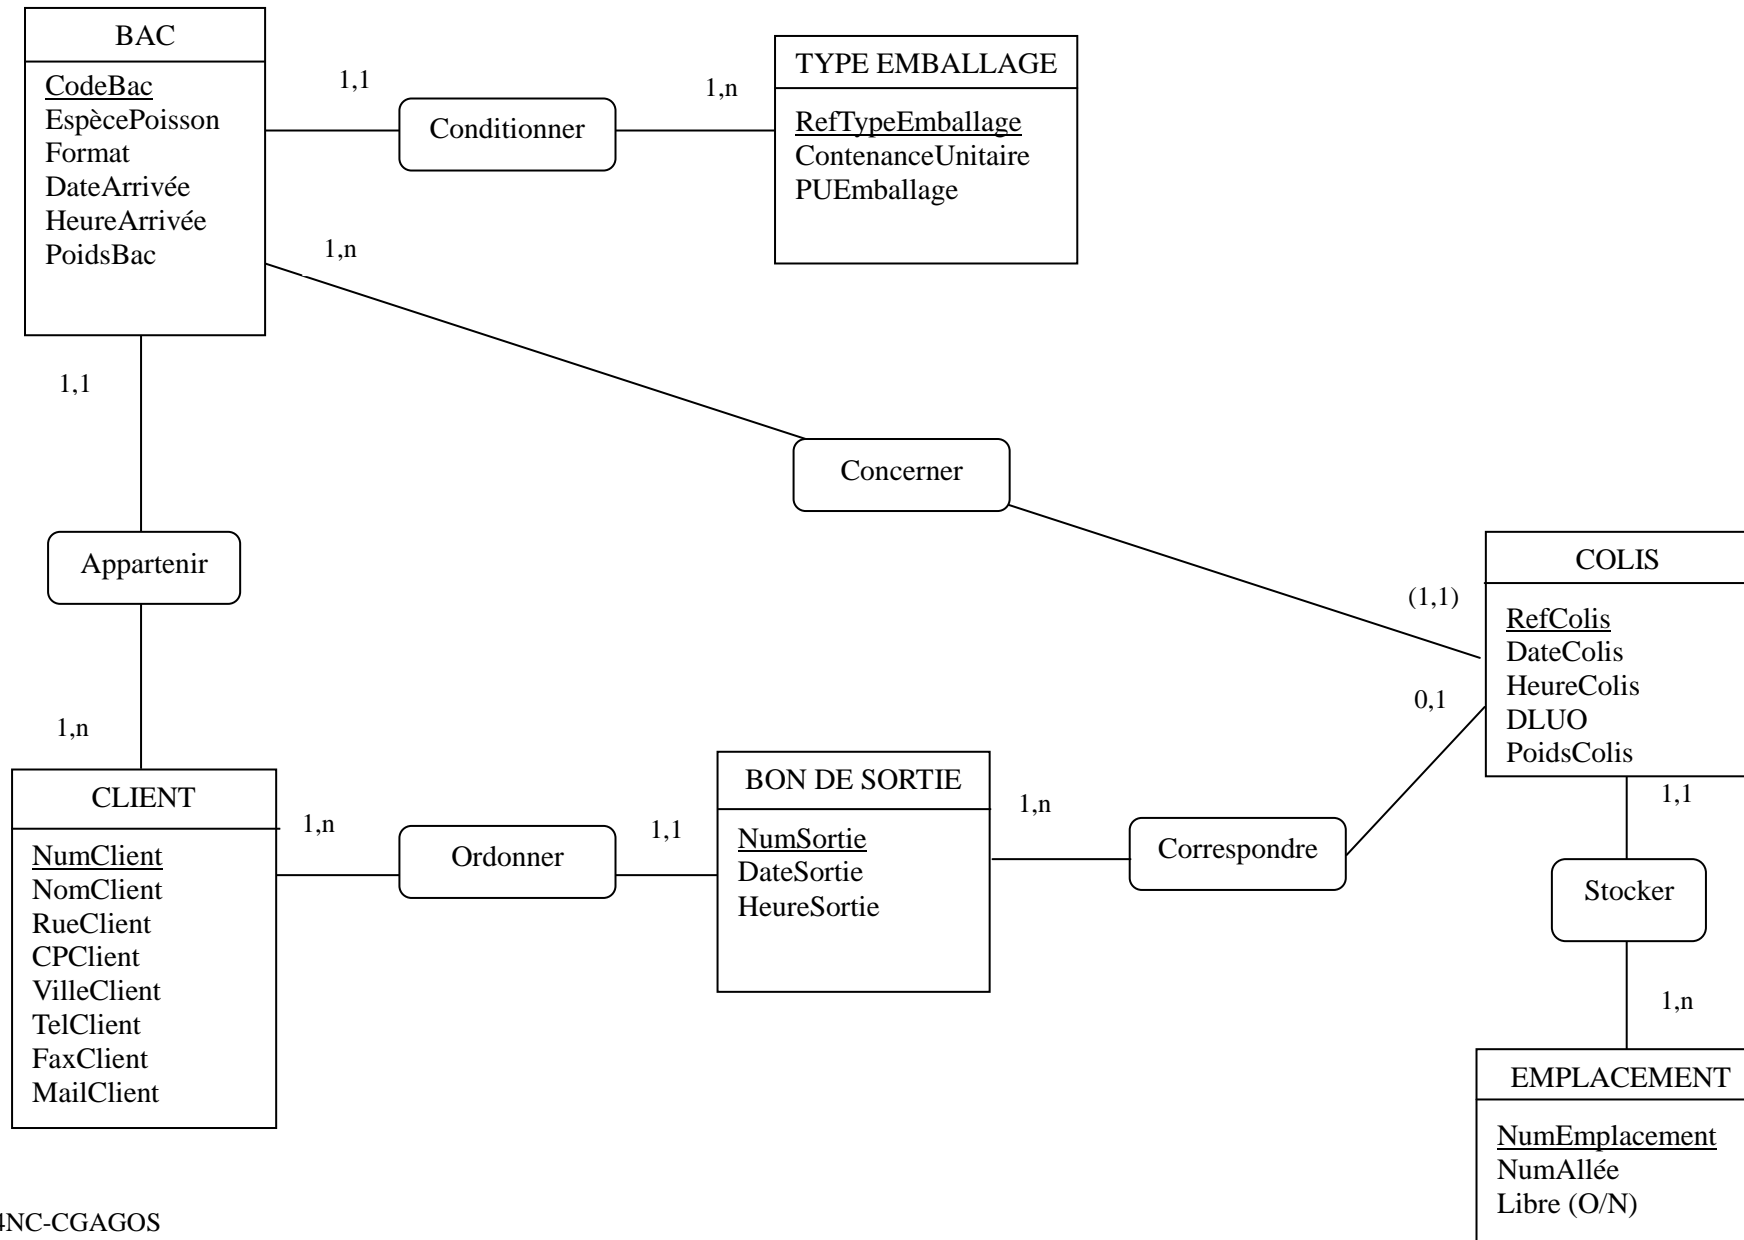 BAC
CodeBac
EspècePoisson
Format
DateArrivée
HeureArrivée
PoidsBac
1,1
Conditionner
1,n
TYPE EMBALLAGE
RefTypeEmballage
ContenanceUnitaire
PUEmballage
1,n
1,1
Concerner
Appartenir
(1,1)
COLIS
RefColis
DateColis
HeureColis
DLUO
PoidsColis
0,1
1,n
CLIENT
NumClient
NomClient
RueClient
CPClient
VilleClient
TelClient
FaxClient
MailClient
1,n
Ordonner
1,1
BON DE SORTIE
NumSortie
DateSortie
HeureSortie
1,n
Correspondre
1,1
Stocker
1,n
EMPLACEMENT
NumEmplacement
NumAllée
Libre (O/N)
4NC-CGAGOS